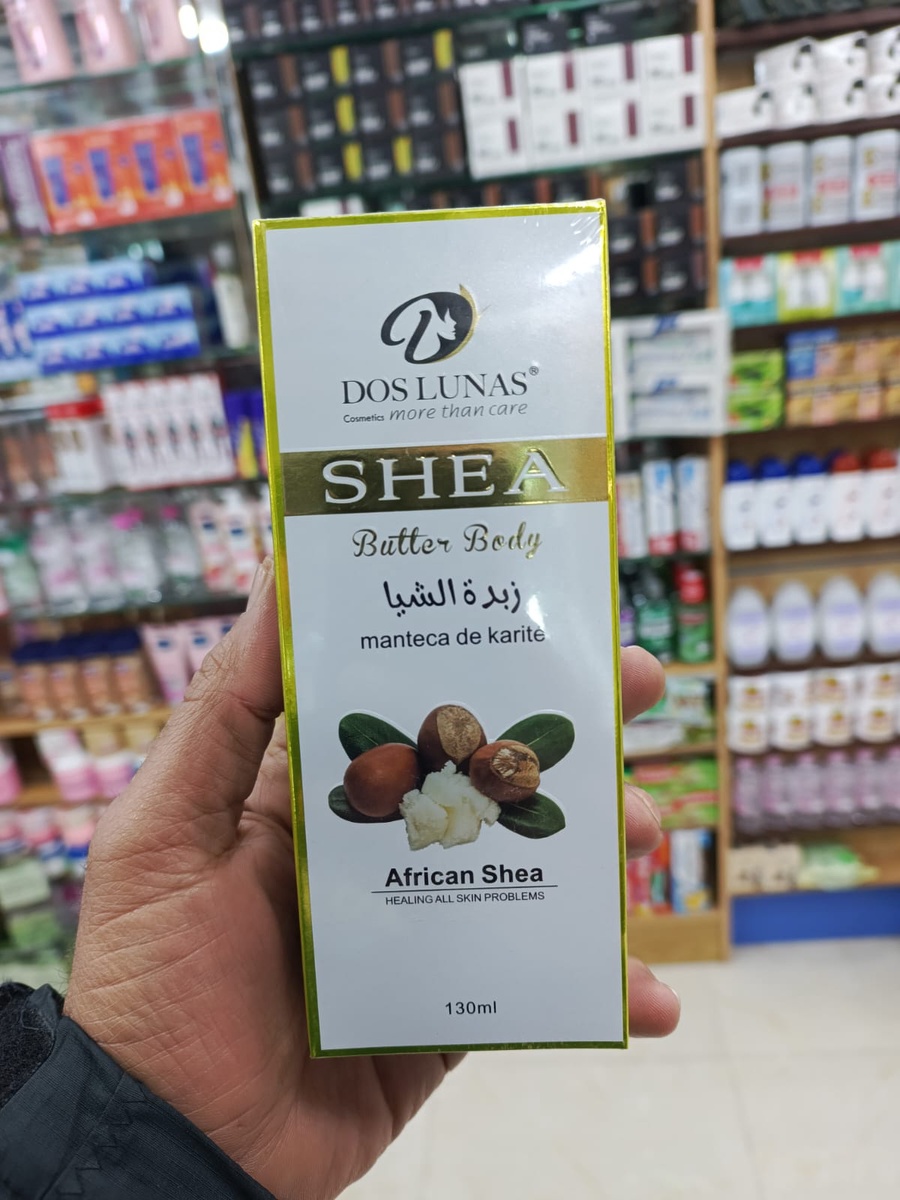 DOS LUNAS®
Cosmetics more than care
SHEA
Butter Body
زبدة الشيا
manteca de karite
African Shea
HEALING ALL SKIN PROBLEMS
130ml